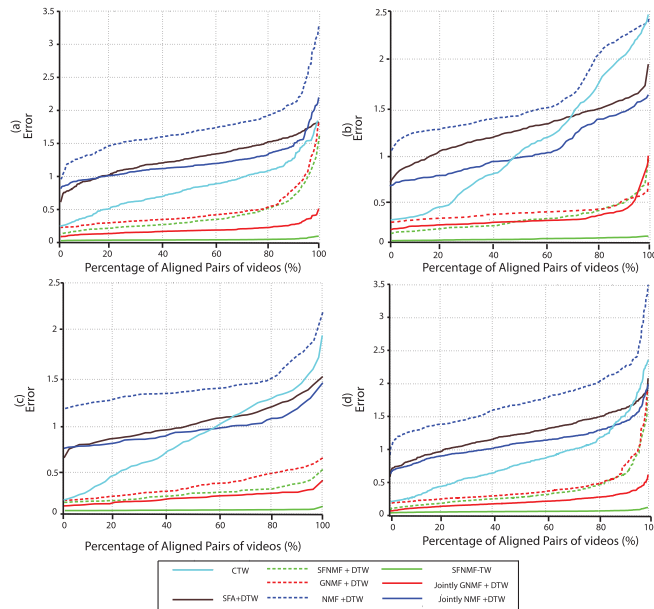 (a)
Error
3.5
3
2.5
2
1.5
1
0.5
0
0 20 40 60 80 100
Percentage of Aligned Pairs of videos (%)
(b)
Error
2.5
2
1.5
1
0.5
0
0 20 40 60 80 100
Percentage of Aligned Pairs of videos (%)
(c)
Error
2.5
2
1.5
1
0.5
0
0 20 40 60 80 100
Percentage of Aligned Pairs of videos (%)
(d)
Error
3.5
3
2.5
2
1.5
1
0.5
0
0 20 40 60 80 100
Percentage of Aligned Pairs of videos (%)
CTW SFNMF + DTW SFNMF-TW
GNMF + DTW Jointly GNMF + DTW
SFA+DTW NMF +DTW Jointly NMF +DTW